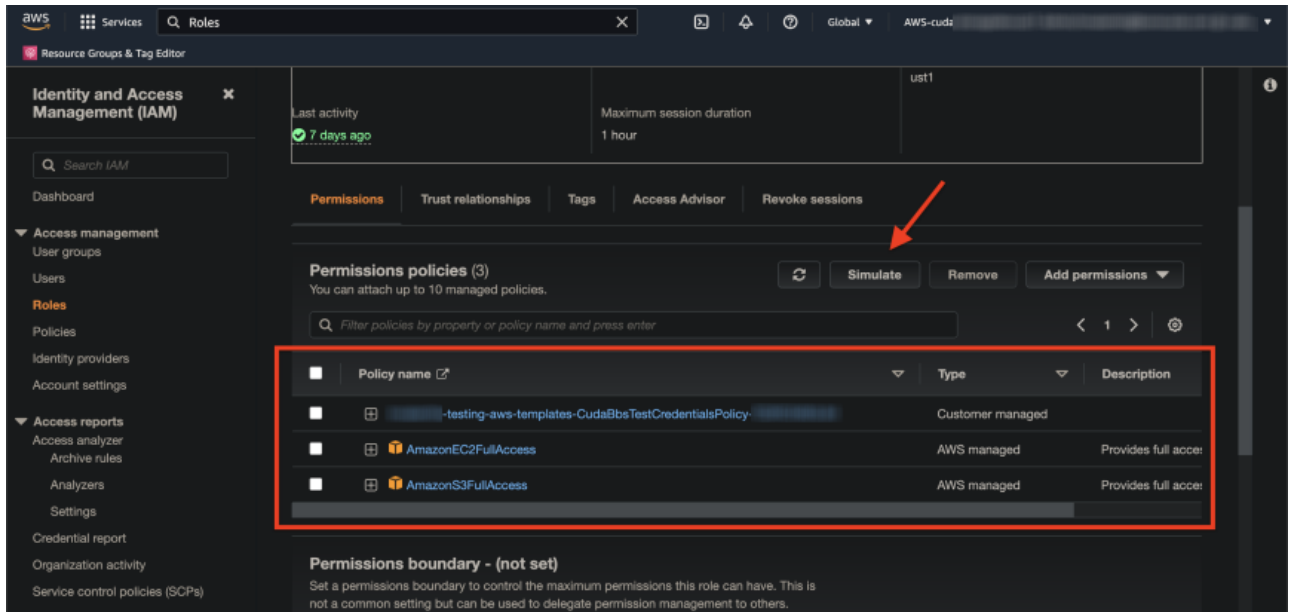 aws Services Roles Global AWS-cuda
Resource Groups & Tag Editor
Identity and Access
Management (IAM)
Search IAM
Dashboard
Access management
User groups
Users
Roles
Policies
Identity providers
Account settings
Access reports
Access analyzer
Archive rules
Analyzers
Settings
Credential report
Organization activity
Service control policies (SCPs)
ust1
Last activity Maximum session duration
7 days ago 1 hour
Permissions Trust relationships Tags Access Advisor Revoke sessions
Permissions policies (3)
You can attach up to 10 managed policies.
Simulate Remove Add permissions
Filter policies by property or policy name and press enter 1
Policy name Type Description
-testing-aws-templates-CudaBbsTestCredentialsPolicy- Customer managed
AmazonEC2FullAccess AWS managed Provides full acce
AmazonS3FullAccess AWS managed Provides full acce
Permissions boundary - (not set)
Set a permissions boundary to control the maximum permissions this role can have. This is
not a common setting but can be used to delegate permission management to others.